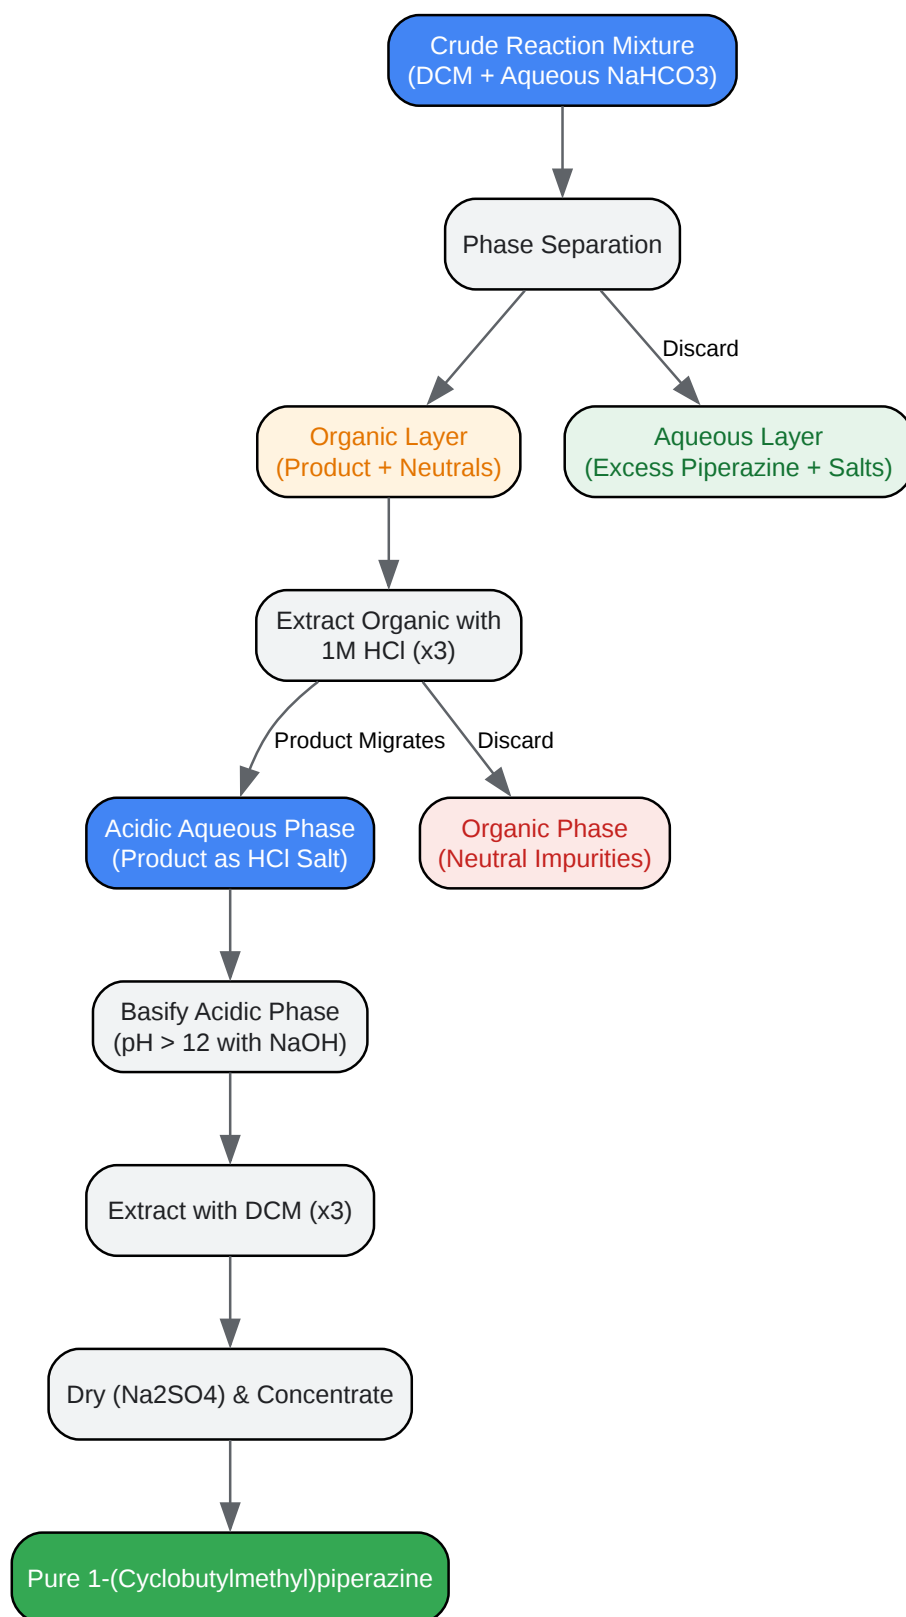 Crude Reaction Mixture
(DCM + Aqueous NaHCO3)
Phase Separation
Discard
Organic Layer
(Product + Neutrals)
Aqueous Layer
(Excess Piperazine + Salts)
Extract Organic with
1M HCl (x3)
Product Migrates
Discard
Acidic Aqueous Phase
(Product as HCl Salt)
Organic Phase
(Neutral Impurities)
Basify Acidic Phase
(pH > 12 with NaOH)
Extract with DCM (x3)
Dry (Na2SO4) & Concentrate
Pure 1-(Cyclobutylmethyl)piperazine